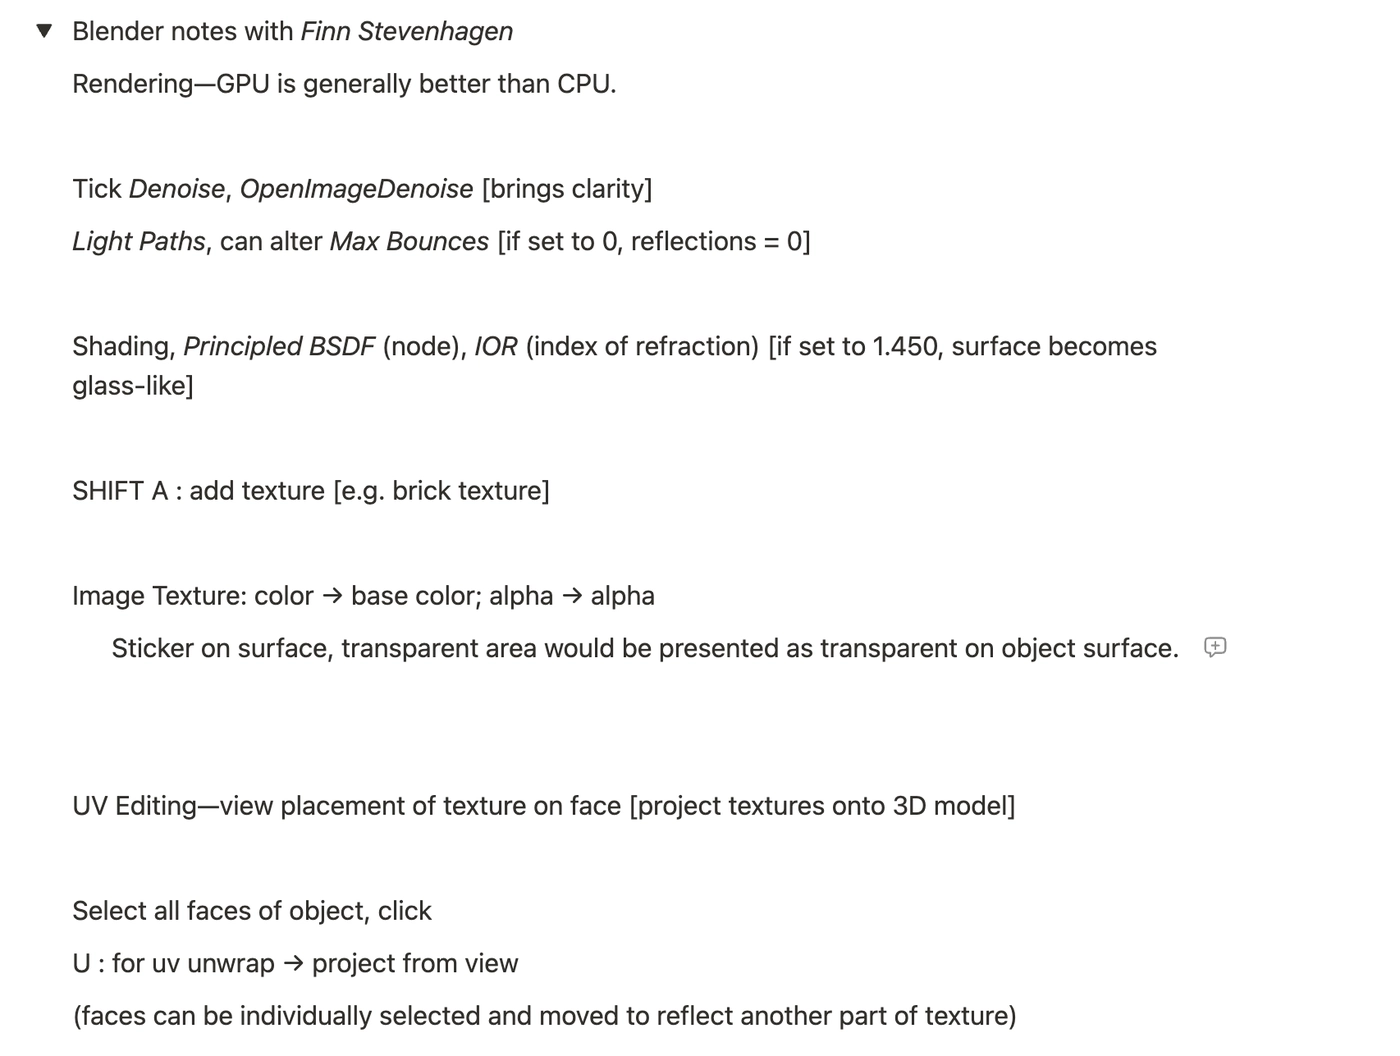 Blender notes with Finn Stevenhagen
Rendering—GPU is generally better than CPU.
Tick Denoise, OpenImageDenoise [brings clarity]
Light Paths, can alter Max Bounces [if set to 0, reflections = 0]
Shading, Principled BSDF (node), IOR (index of refraction) [if set to 1.450, surface becomes
glass-like]
SHIFT A : add texture [e.g. brick texture]
Image Texture: color → base color; alpha → alpha
Sticker on surface, transparent area would be presented as transparent on object surface.
UV Editing—view placement of texture on face [project textures onto 3D model]
Select all faces of object, click
U : for uv unwrap → project from view
(faces can be individually selected and moved to reflect another part of texture)